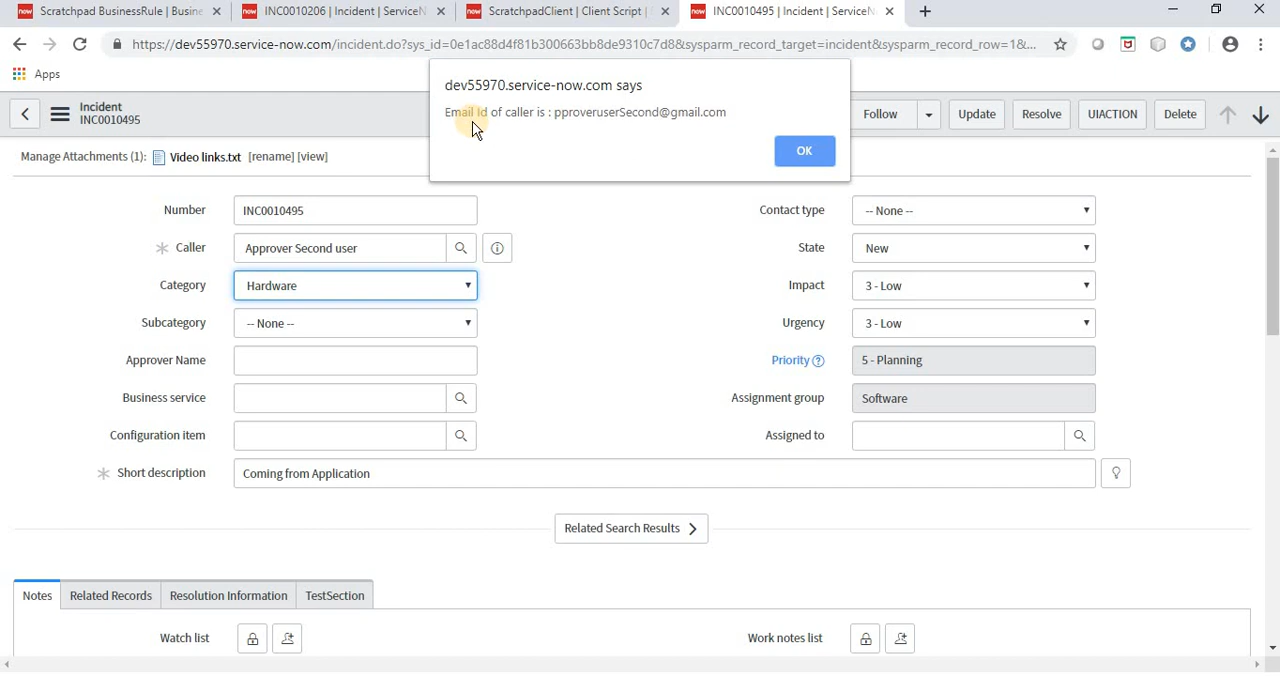 now Scratchpad BusinessRule | Busine
now INC0010206 | Incident | ServiceN
now ScratchpadClient | Client Script |
now INC0010495 | Incident | ServiceN
https://dev55970.service-now.com/incident.do?sys_id=0e1ac88d4f81b300663bb8de9310c7d8&sysparm_record_target=incident&sysparm_record_row=1&...
Apps
dev55970.service-now.com says
Email Id of caller is : pproveruserSecond@gmail.com
OK
Incident
INC0010495
Follow
Update
Resolve
UIACTION
Delete
Manage Attachments (1): Video links.txt [rename] [view]
Number INC0010495
Contact type -- None --
Caller Approver Second user
State New
Category Hardware
Impact 3 - Low
Subcategory -- None --
Urgency 3 - Low
Approver Name
Priority ? 5 - Planning
Business service
Assignment group Software
Configuration item
Assigned to
Short description Coming from Application
Related Search Results
Notes
Related Records
Resolution Information
TestSection
Watch list
Work notes list